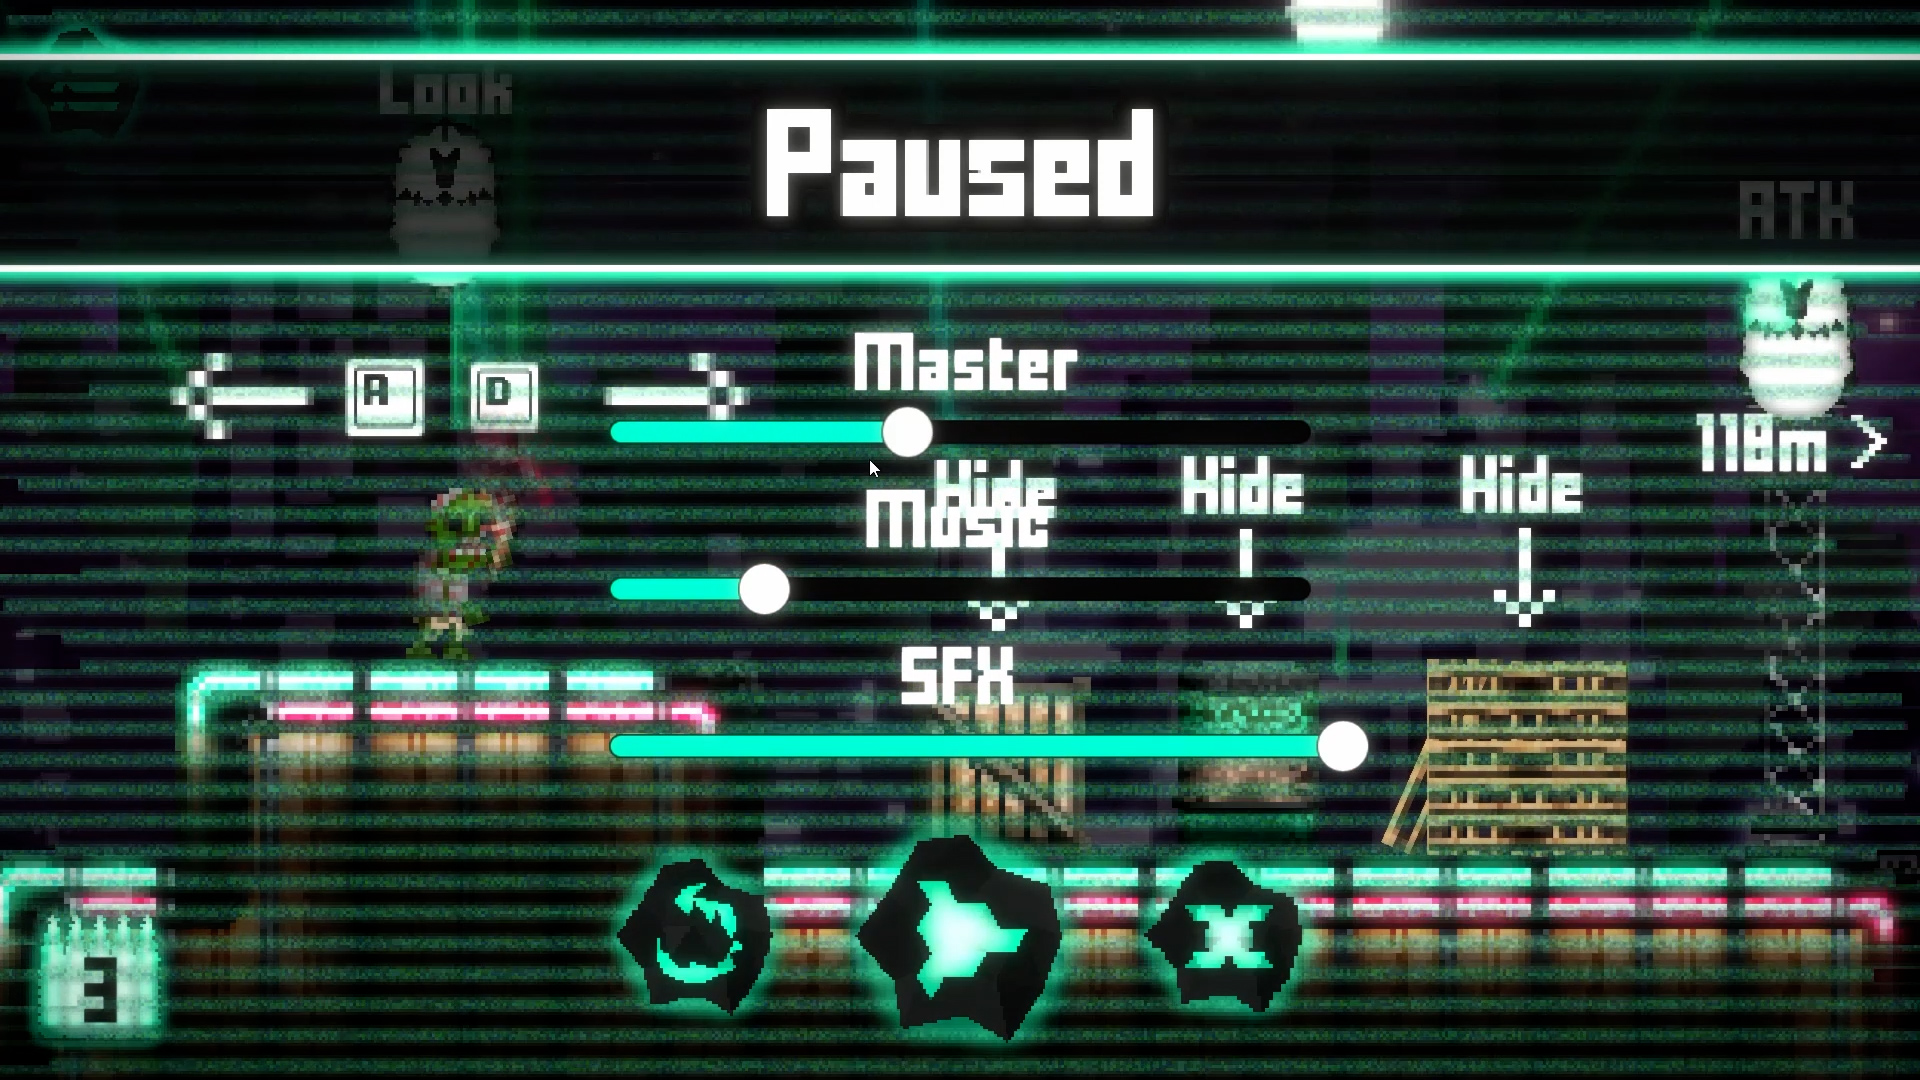 Look
Paused
ATK
A D
Master
118m >
Hide
Hide
Hide
Music
SFX
3